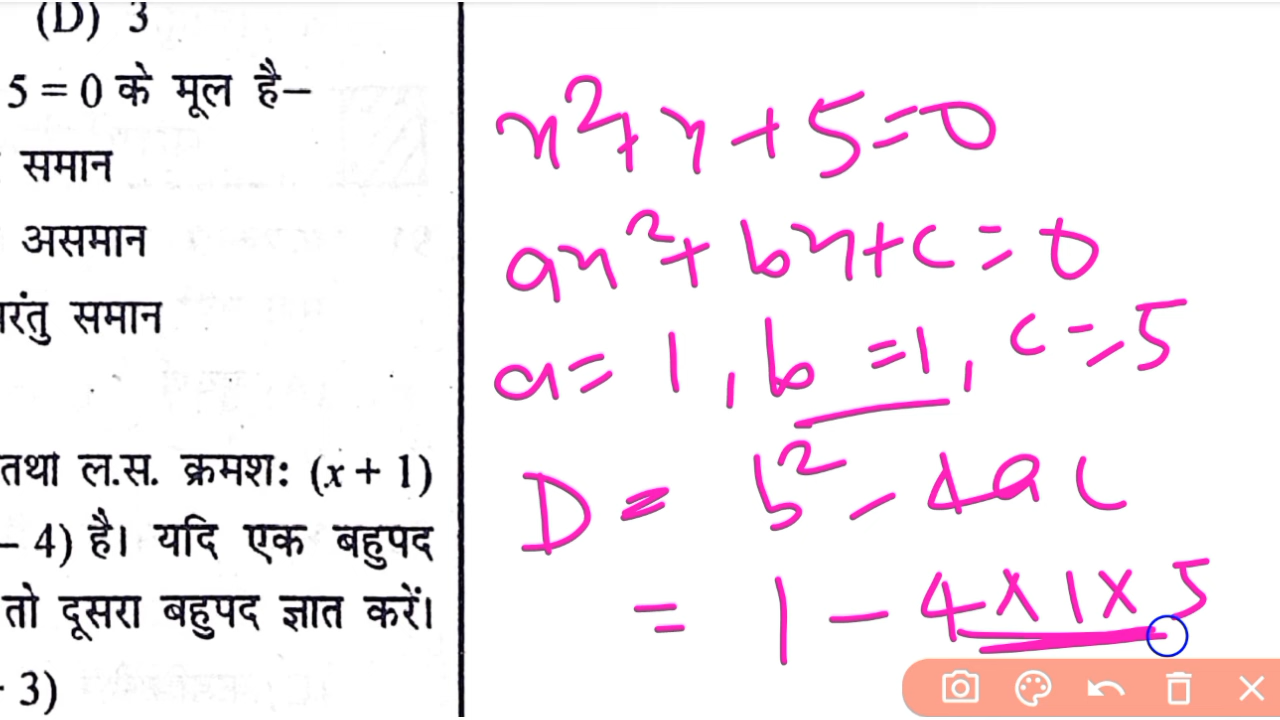 (D) 3
5 = 0 के मूल है–
समान
असमान
समान
तथा ल.स. क्रमश: (x + 1)
– 4) है। यदि एक बहुपद
तो दूसरा बहुपद ज्ञात करें।
3)
x² + x + 5 = 0
ax² + bx + c = 0
a = 1, b = 1, c = 5
D = b² – 4ac
= 1 – 4 × 1 × 5